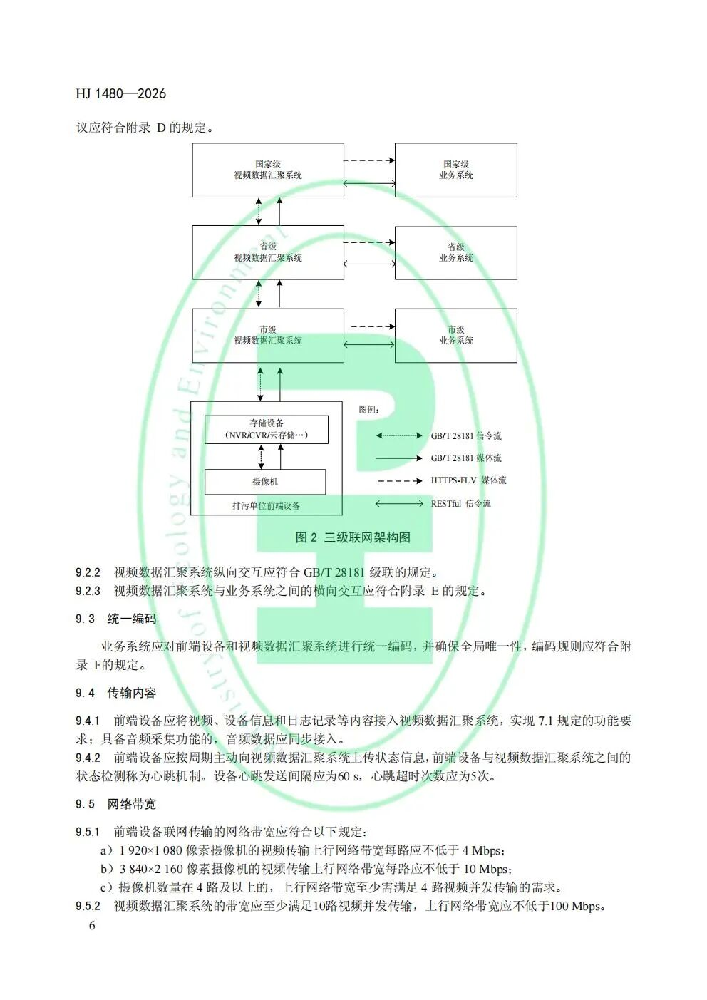 HJ 1480—2026
议应符合附录 D 的规定。
国家级
视频数据汇聚系统
国家级
业务系统
省级
视频数据汇聚系统
省级
业务系统
市级
视频数据汇聚系统
市级
业务系统
存储设备
（NVR/CVR/云存储…）
摄像机
排污单位前端设备
图例：
GB/T 28181 信令流
GB/T 28181 媒体流
HTTPS-FLV 媒体流
RESTful 信令流
图 2 三级联网架构图
9.2.2 视频数据汇聚系统纵向交互应符合 GB/T 28181 级联的规定。
9.2.3 视频数据汇聚系统与业务系统之间的横向交互应符合附录 E 的规定。
9.3 统一编码
业务系统应对前端设备和视频数据汇聚系统进行统一编码，并确保全局唯一性，编码规则应符合附
录 F的规定。
9.4 传输内容
9.4.1 前端设备应将视频、设备信息和日志记录等内容接入视频数据汇聚系统，实现 7.1 规定的功能要
求；具备音频采集功能的，音频数据应同步接入。
9.4.2 前端设备应按周期主动向视频数据汇聚系统上传状态信息，前端设备与视频数据汇聚系统之间的
状态检测称为心跳机制。设备心跳发送间隔应为60 s，心跳超时次数应为5次。
9.5 网络带宽
9.5.1 前端设备联网传输的网络带宽应符合以下规定：
a）1 920×1 080 像素摄像机的视频传输上行网络带宽每路应不低于 4 Mbps；
b）3 840×2 160 像素摄像机的视频传输上行网络带宽每路应不低于 10 Mbps；
c）摄像机数量在 4 路及以上的，上行网络带宽至少需满足 4 路视频并发传输的需求。
9.5.2 视频数据汇聚系统的带宽应至少满足10路视频并发传输，上行网络带宽应不低于100 Mbps。
6
Ministry of Ecology and Environment